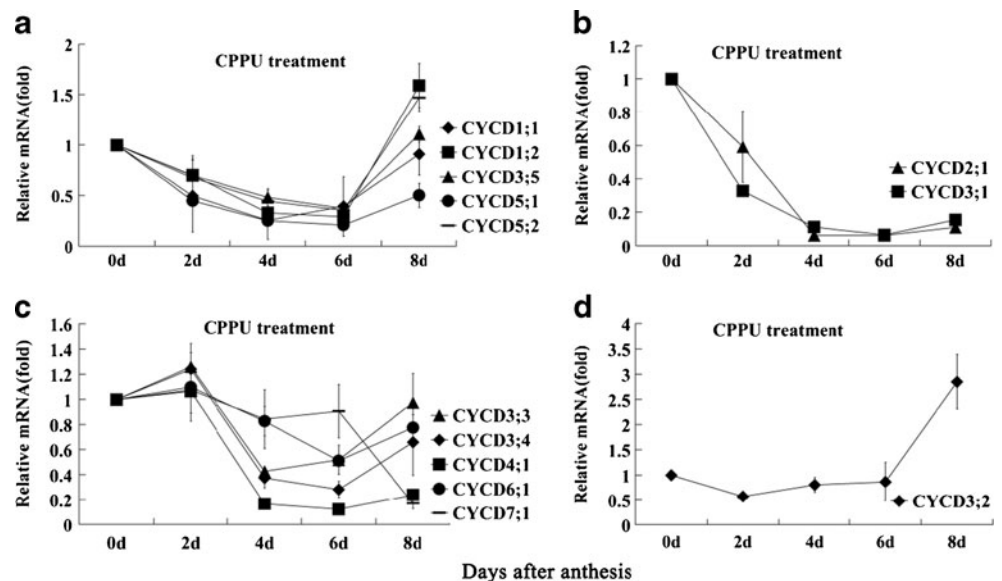 a
CPPU treatment
Relative mRNA(fold)
2
1.5
1
0.5
0
0d 2d 4d 6d 8d
CYCD1;1
CYCD1;2
CYCD3;5
CYCD5;1
CYCD5;2
b
CPPU treatment
Relative mRNA(fold)
1.2
1
0.8
0.6
0.4
0.2
0
0d 2d 4d 6d 8d
CYCD2;1
CYCD3;1
c
CPPU treatment
Relative mRNA(fold)
1.6
1.4
1.2
1
0.8
0.6
0.4
0.2
0
0d 2d 4d 6d 8d
CYCD3;3
CYCD3;4
CYCD4;1
CYCD6;1
CYCD7;1
d
CPPU treatment
Relative mRNA(fold)
4
3.5
3
2.5
2
1.5
1
0.5
0
0d 2d 4d 6d 8d
CYCD3;2
Days after anthesis